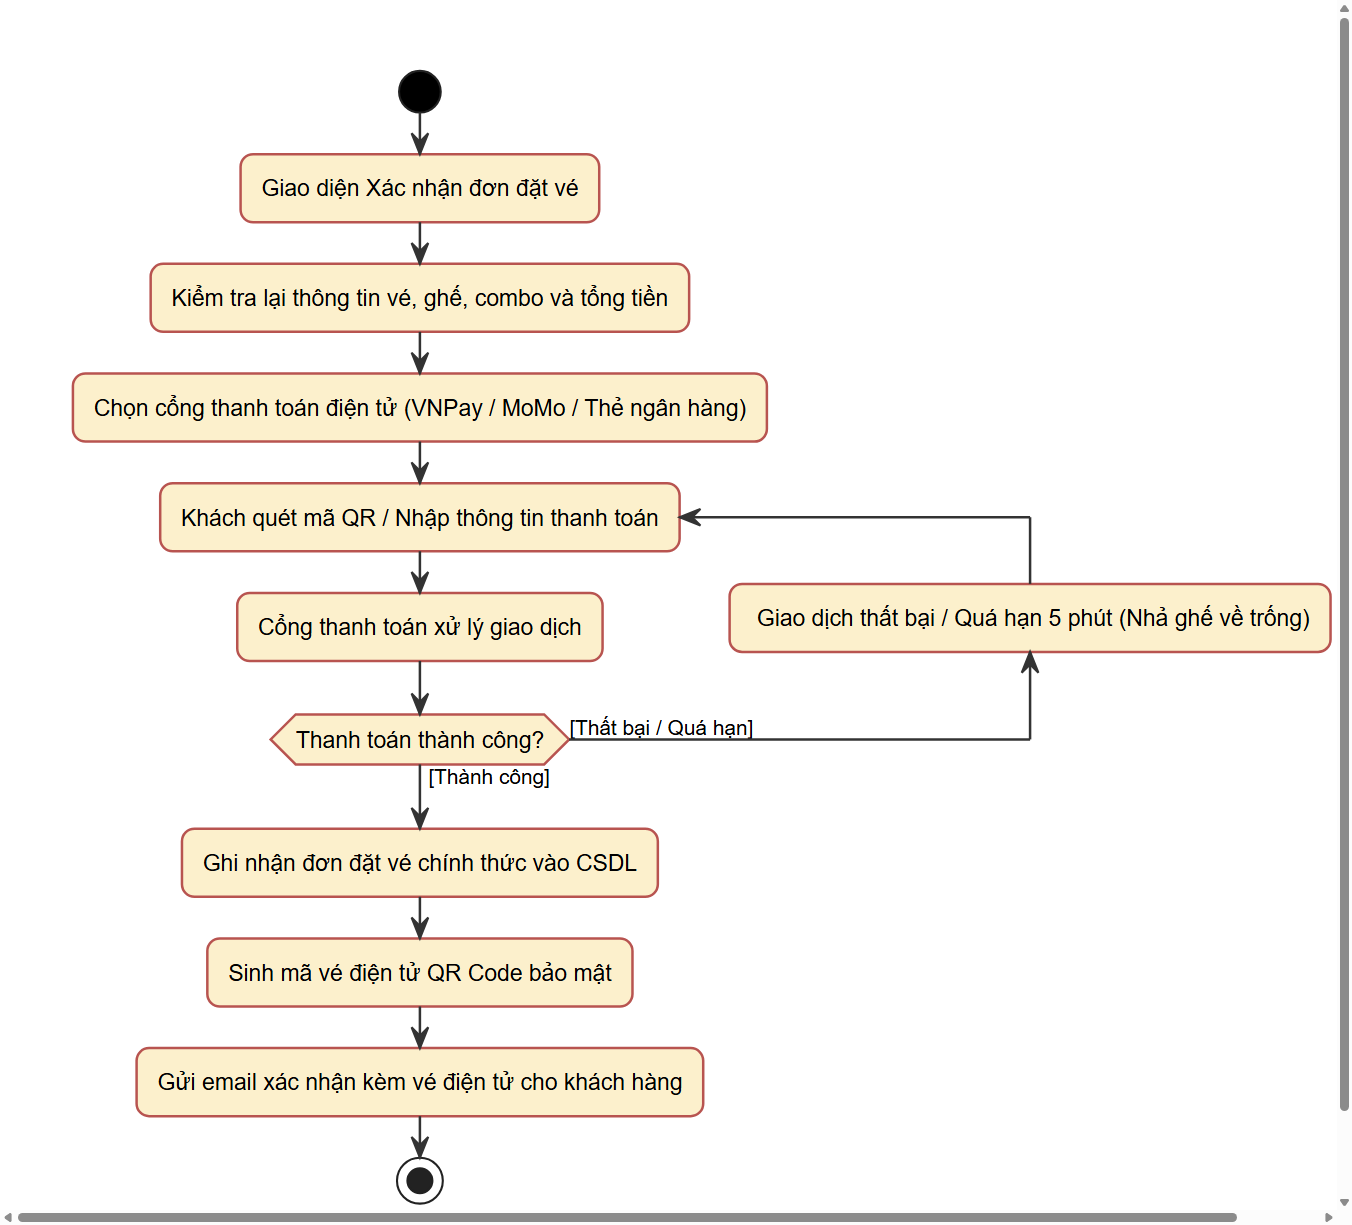 Giao diện Xác nhận đơn đặt vé
Kiểm tra lại thông tin vé, ghế, combo và tổng tiền
Chọn cổng thanh toán điện tử (VNPay / MoMo / Thẻ ngân hàng)
Khách quét mã QR / Nhập thông tin thanh toán
Cổng thanh toán xử lý giao dịch
Giao dịch thất bại / Quá hạn 5 phút (Nhả ghế về trống)
Thanh toán thành công?
[Thất bại / Quá hạn]
[Thành công]
Ghi nhận đơn đặt vé chính thức vào CSDL
Sinh mã vé điện tử QR Code bảo mật
Gửi email xác nhận kèm vé điện tử cho khách hàng